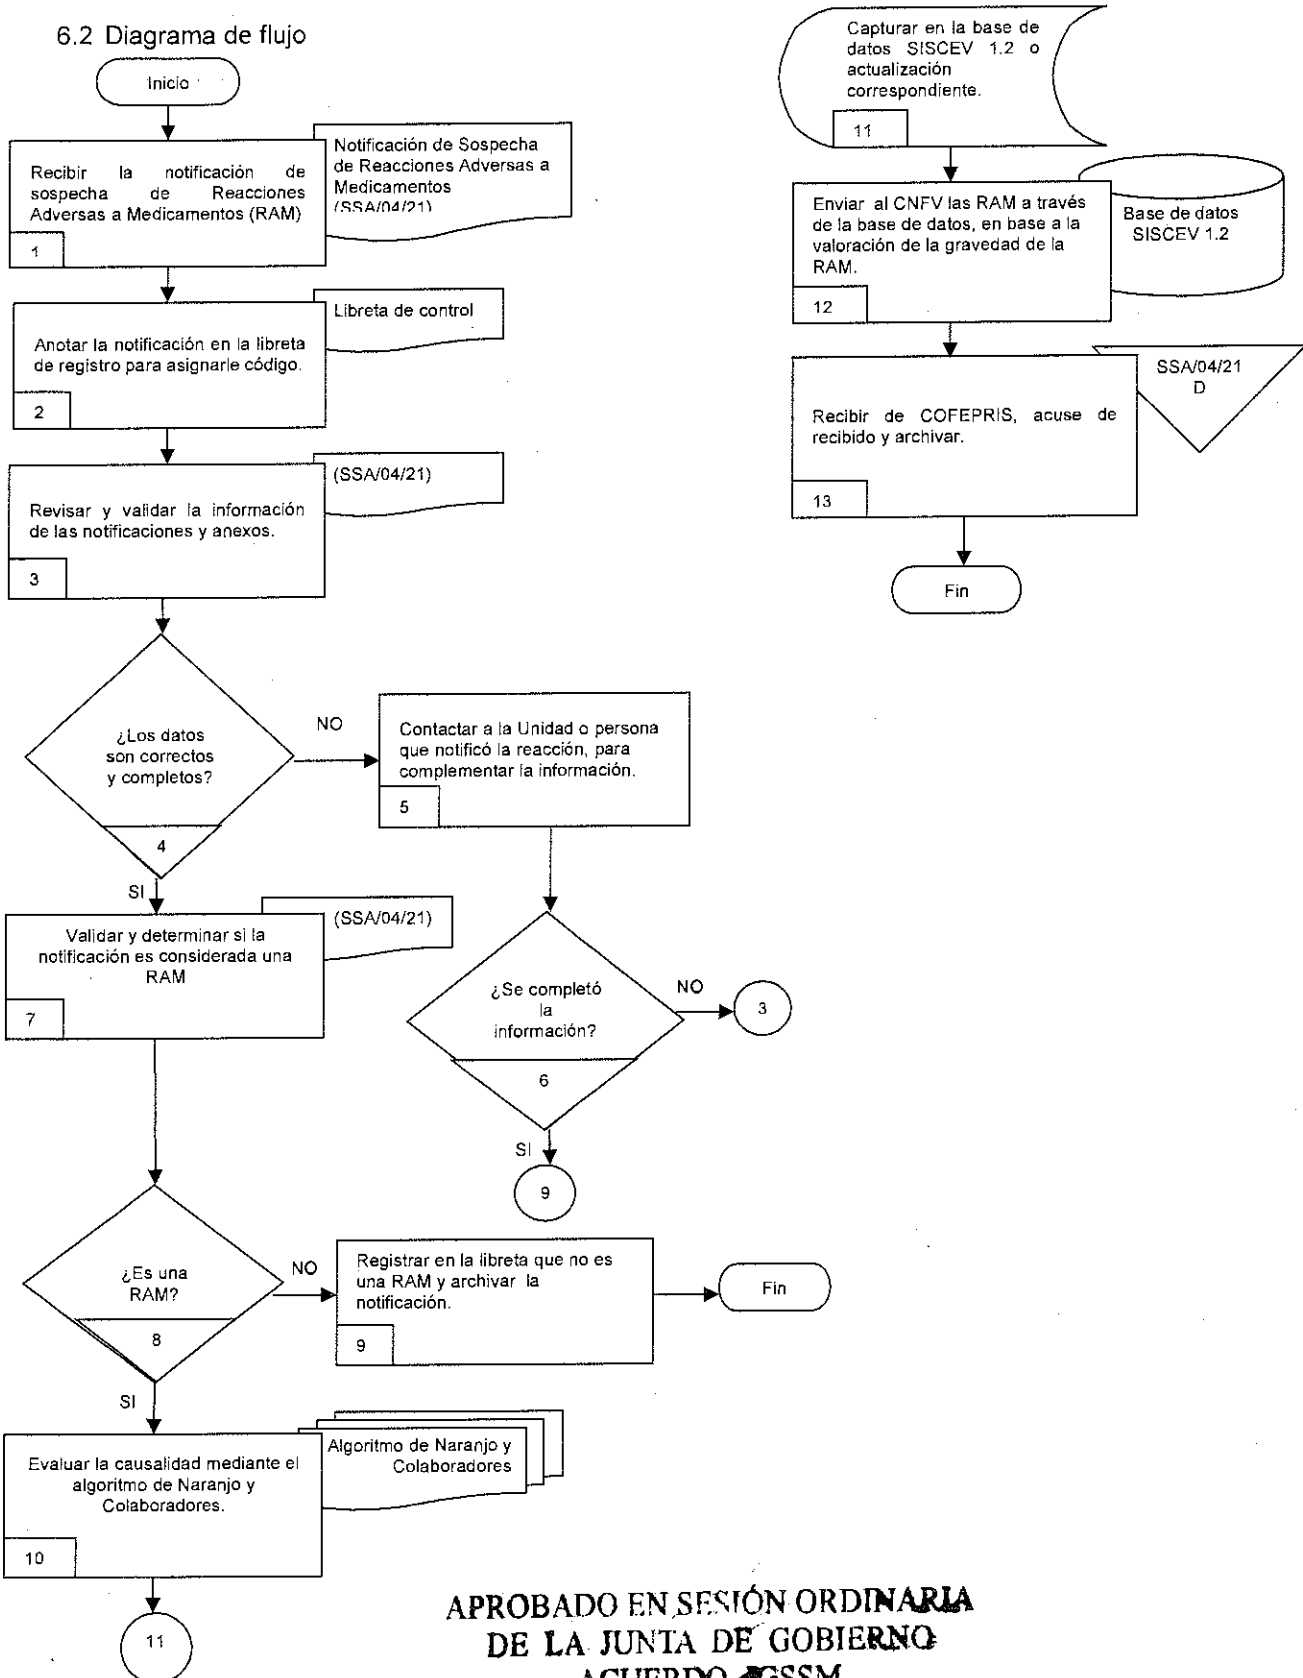 6.2 Diagrama de flujo
Inicio
Recibir la notificación de
sospecha de Reacciones
Adversas a Medicamentos (RAM)
1
Notificación de Sospecha
de Reacciones Adversas a
Medicamentos
(SSA/04/21)
Anotar la notificación en la libreta
de registro para asignarle código.
2
Libreta de control
Revisar y validar la información
de las notificaciones y anexos.
3
(SSA/04/21)
¿Los datos
son correctos
y completos?
4
NO
SI
Contactar a la Unidad o persona
que notificó la reacción, para
complementar la información.
5
¿Se completó
la
información?
6
NO
3
SI
9
Validar y determinar si la
notificación es considerada una
RAM
7
(SSA/04/21)
¿Es una
RAM?
8
NO
SI
Registrar en la libreta que no es
una RAM y archivar la
notificación.
9
Fin
Evaluar la causalidad mediante el
algoritmo de Naranjo y
Colaboradores.
10
Algoritmo de Naranjo y
Colaboradores
11
Capturar en la base de
datos SISCEV 1.2 o
actualización
correspondiente.
11
Enviar al CNFV las RAM a través
de la base de datos, en base a la
valoración de la gravedad de la
RAM.
12
Base de datos
SISCEV 1.2
Recibir de COFEPRIS, acuse de
recibido y archivar.
13
SSA/04/21
D
Fin
APROBADO EN SESIÓN ORDINARIA
DE LA JUNTA DE GOBIERNO
ACUERDO